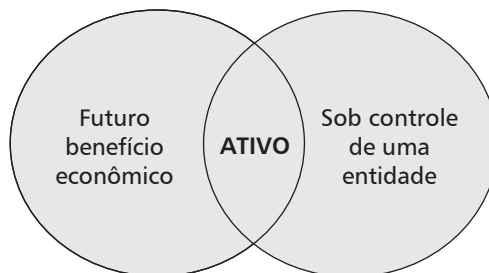 Futuro
benefício
econômico
ATIVO
Sob controle
de uma
entidade